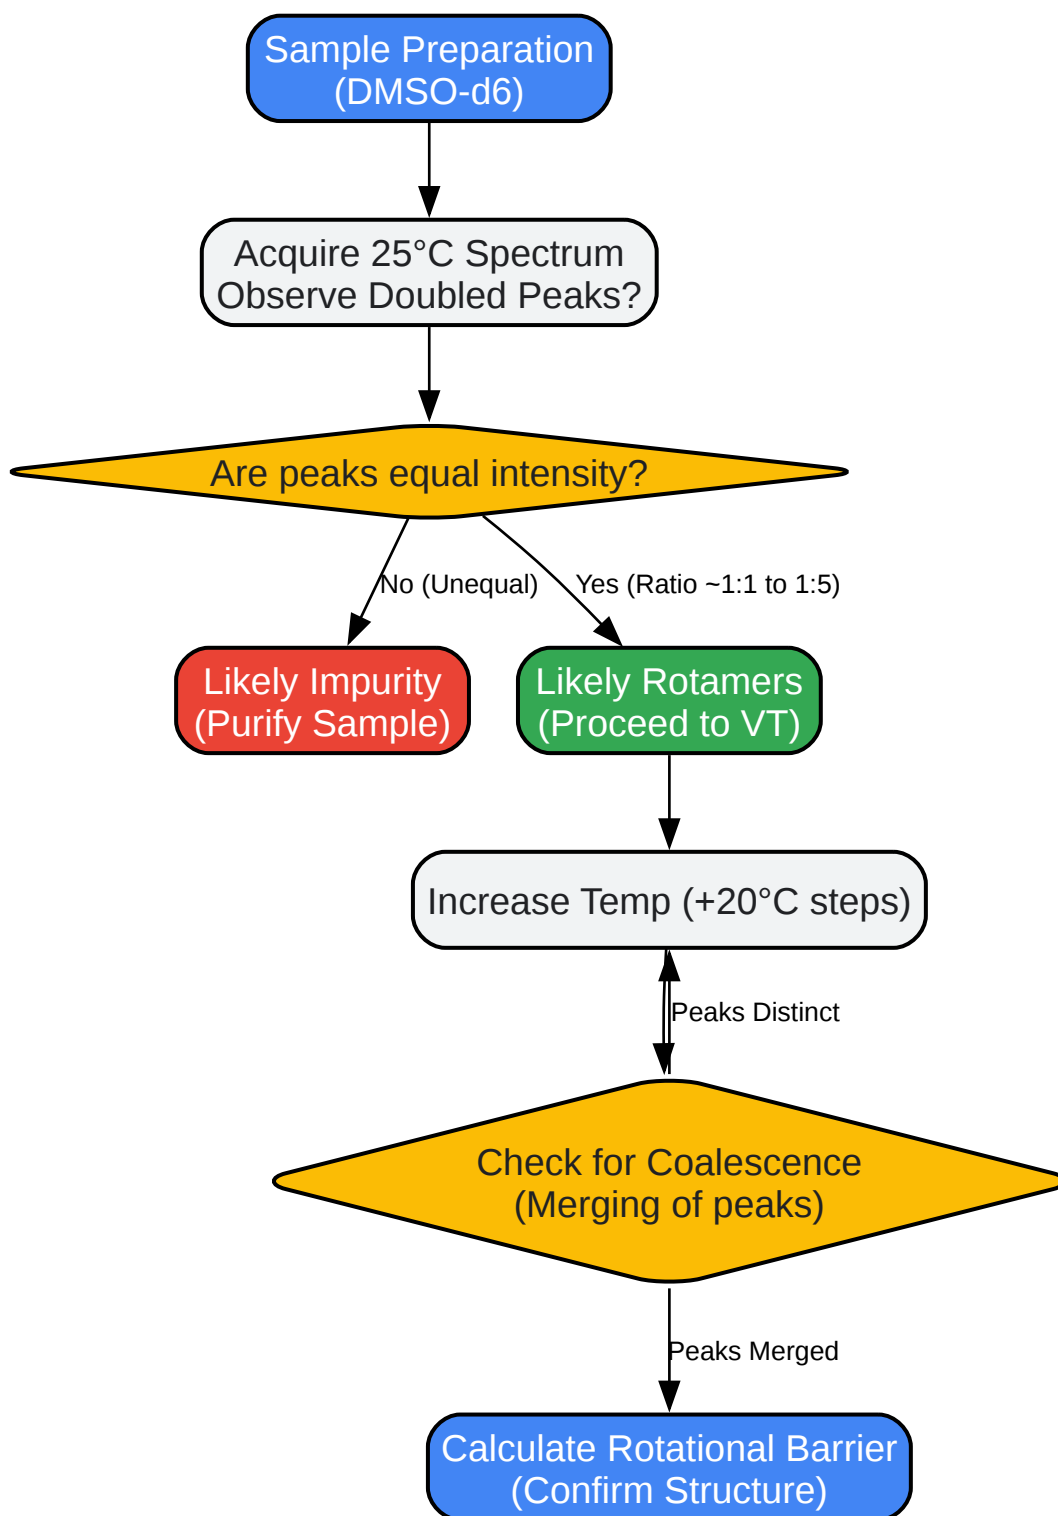 Sample Preparation
(DMSO-d6)
Acquire 25°C Spectrum
Observe Doubled Peaks?
Are peaks equal intensity?
No (Unequal)
Yes (Ratio ~1:1 to 1:5)
Likely Impurity
(Purify Sample)
Likely Rotamers
(Proceed to VT)
Increase Temp (+20°C steps)
Peaks Distinct
Check for Coalescence
(Merging of peaks)
Peaks Merged
Calculate Rotational Barrier
(Confirm Structure)